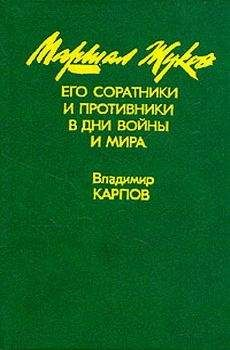 Маршал Жуков
ЕГО СОРАТНИКИ
И ПРОТИВНИКИ
В ДНИ ВОЙНЫ
И МИРА
Владимир
КАРПОВ